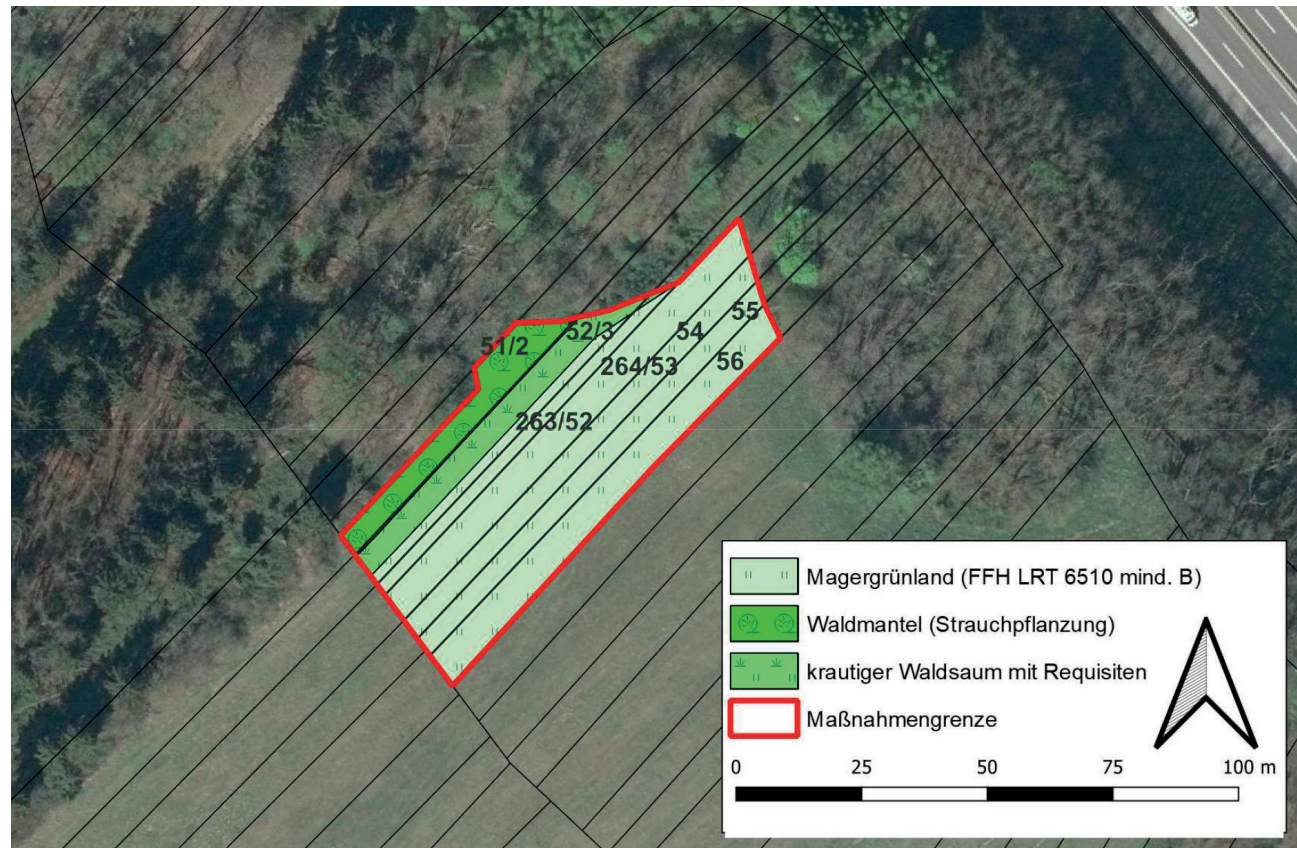 51/2
52/3
54
55
264/53
56
263/52
Magergrünland (FFH LRT 6510 mind. B)
Waldmantel (Strauchpflanzung)
krautiger Waldsaum mit Requisiten
Maßnahmengrenze
0 25 50 75 100 m